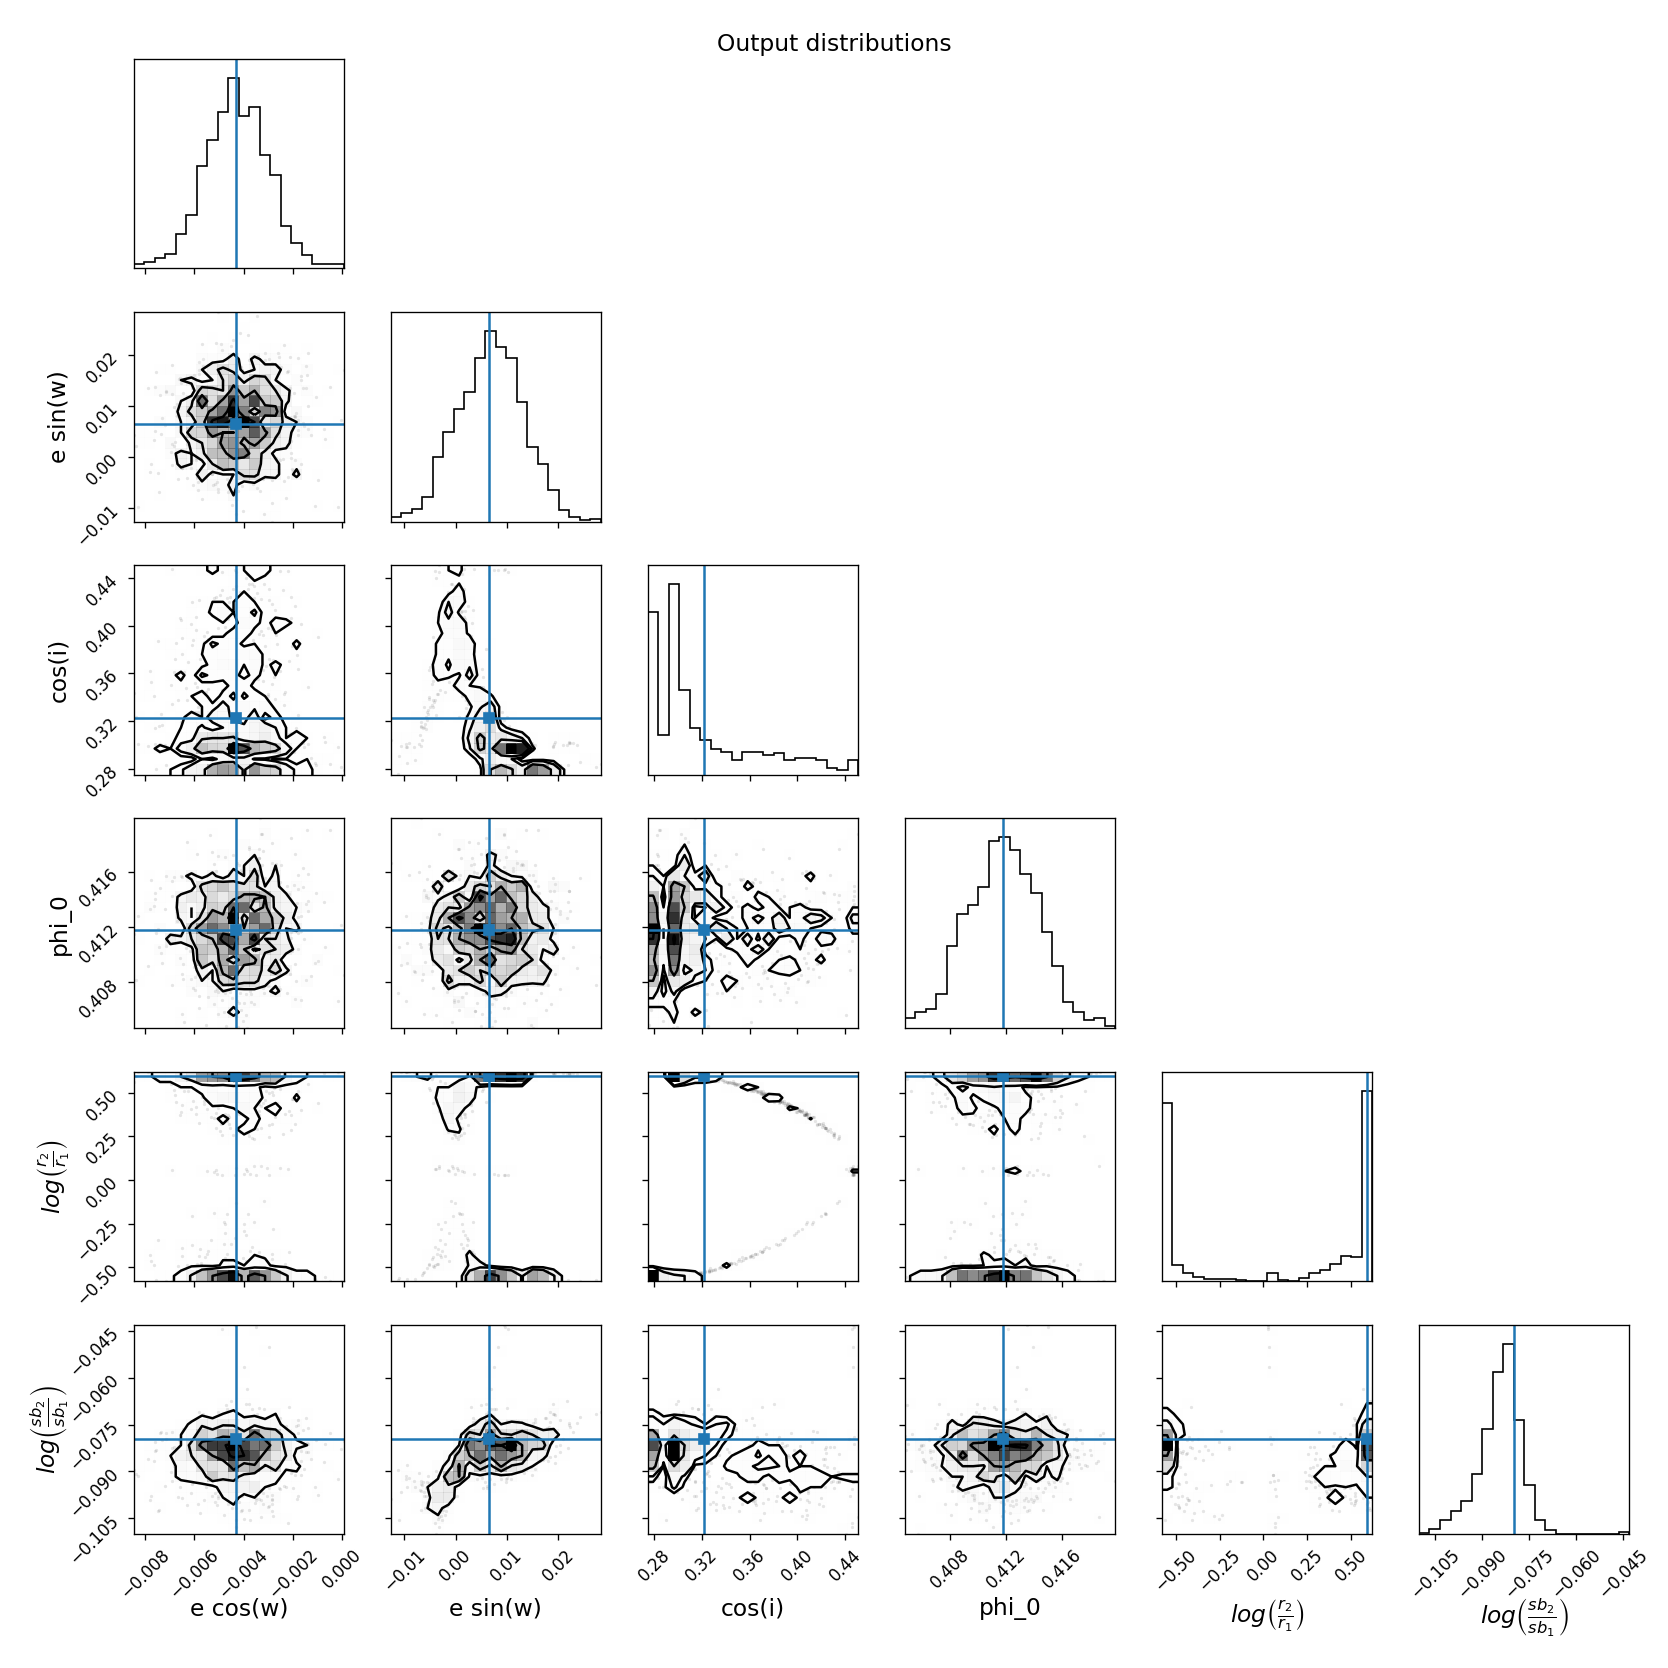 Output distributions
e sin(w)
0.02
0.01
0.00
−0.01
cos(i)
0.44
0.40
0.36
0.32
0.28
phi_0
0.416
0.412
0.408
log(r₂/r₁)
0.50
0.25
0.00
−0.25
−0.50
log(sb₂/sb₁)
−0.045
−0.060
−0.075
−0.090
−0.105
−0.008 −0.006 −0.004 −0.002 0.000
e cos(w)
−0.01 0.00 0.01 0.02
e sin(w)
0.28 0.32 0.36 0.40 0.44
cos(i)
0.408 0.412 0.416
phi_0
−0.50 −0.25 0.00 0.25 0.50
log(r₂/r₁)
−0.105 −0.090 −0.075 −0.060 −0.045
log(sb₂/sb₁)